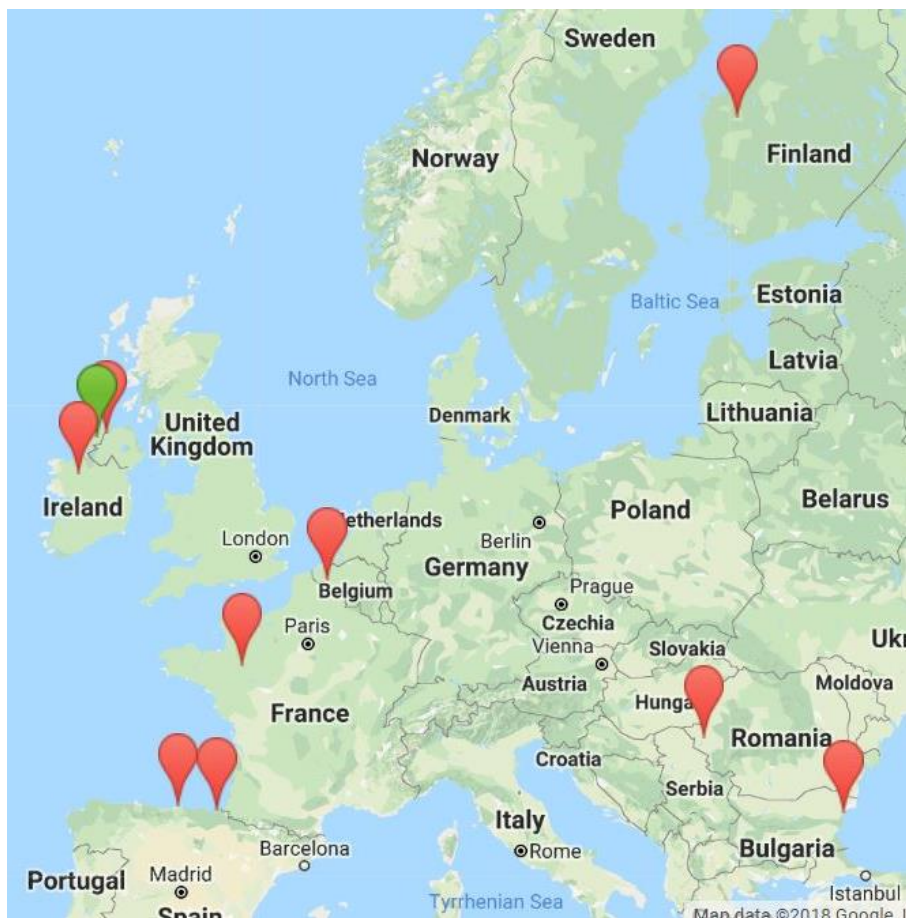 Sweden
Norway
Finland
Baltic Sea
Estonia
Latvia
North Sea
Denmark
Lithuania
United
Kingdom
Ireland
Belarus
Poland
etherlands
London
Berlin
Germany
Belgium
Prague
Czechia
Paris
Vienna
Slovakia
Ukr
Austria
Moldova
Hunga
France
Romania
Croatia
Serbia
Italy
Barcelona
Bulgaria
Rome
Portugal
Madrid
Istanbul
Tyrrhenian Sea
Spain
Map data ©2018 Google, I